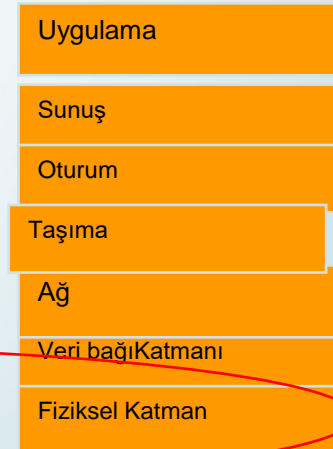 Uygulama
Sunuş
Oturum
Taşıma
Ağ
Veri bağıKatmanı
Fiziksel Katman